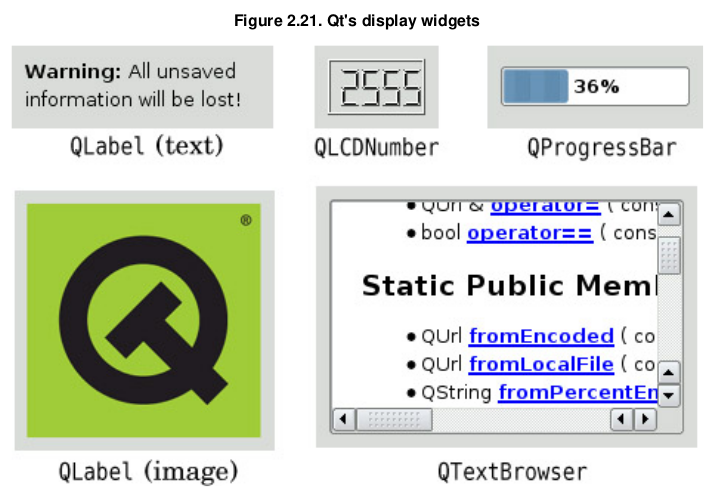 Figure 2.21. Qt's display widgets
Warning: All unsaved
information will be lost!
QLabel (text)
2555
QLCDNumber
36%
QProgressBar
®
QLabel (image)
• QUrl & operator= ( cons
• bool operator== ( cons
Static Public Mem
• QUrl fromEncoded ( co
• QUrl fromLocalFile ( co
• QString fromPercentEn
QTextBrowser